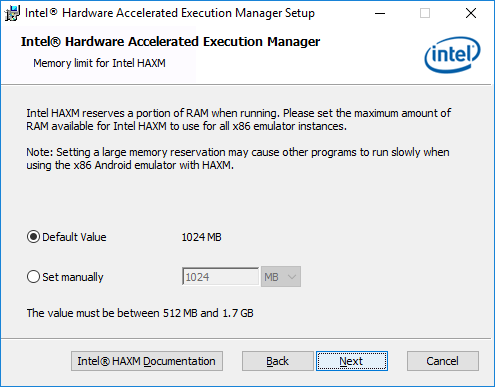 Intel® Hardware Accelerated Execution Manager Setup
Intel® Hardware Accelerated Execution Manager
Memory limit for Intel HAXM
intel
Intel HAXM reserves a portion of RAM when running. Please set the maximum amount of
RAM available for Intel HAXM to use for all x86 emulator instances.
Note: Setting a large memory reservation may cause other programs to run slowly when
using the x86 Android emulator with HAXM.
Default Value 1024 MB
Set manually 1024 MB
The value must be between 512 MB and 1.7 GB
Intel® HAXM Documentation Back Next Cancel